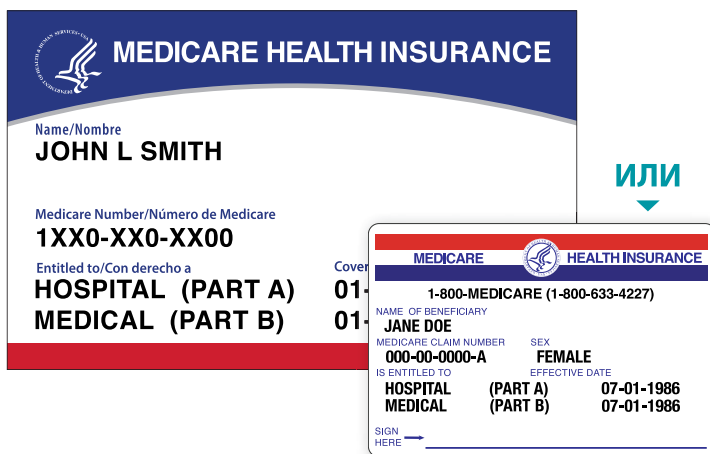 MEDICARE HEALTH INSURANCE
Name/Nombre
JOHN L SMITH
Medicare Number/Número de Medicare
1XX0-XX0-XX00
Entitled to/Con derecho a Cover
HOSPITAL (PART A) 01-
MEDICAL (PART B) 01-
ИЛИ
MEDICARE HEALTH INSURANCE
1-800-MEDICARE (1-800-633-4227)
NAME OF BENEFICIARY
JANE DOE
MEDICARE CLAIM NUMBER SEX
000-00-0000-A FEMALE
IS ENTITLED TO EFFECTIVE DATE
HOSPITAL (PART A) 07-01-1986
MEDICAL (PART B) 07-01-1986
SIGN
HERE